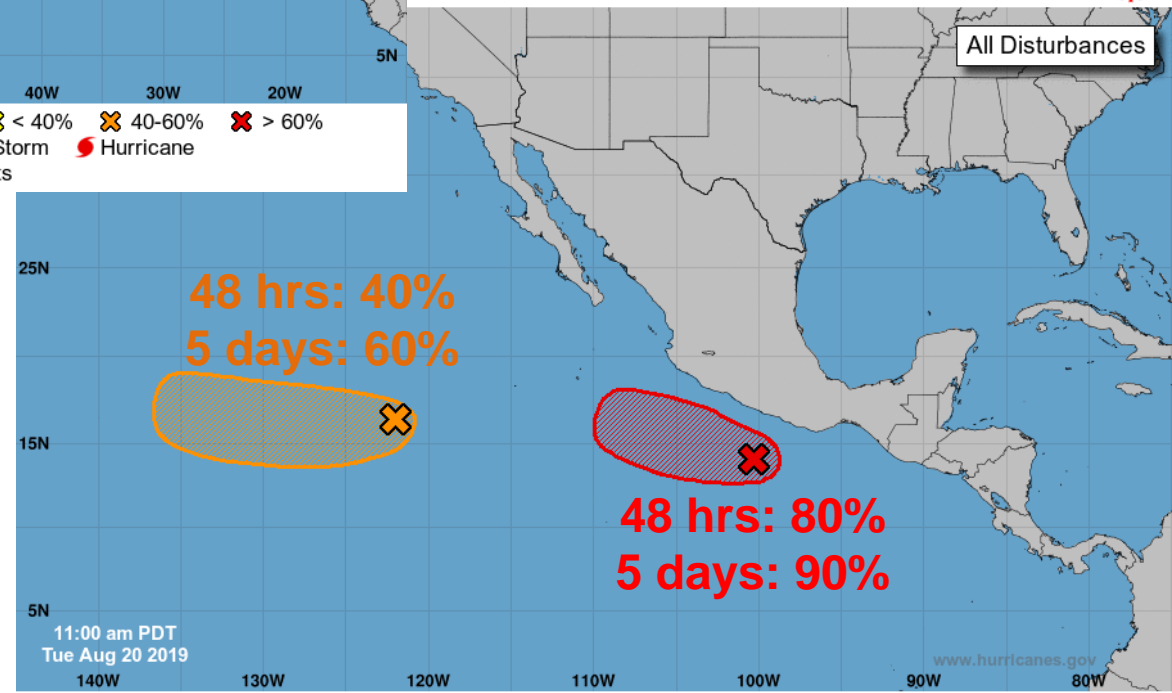 All Disturbances
5N
40W 30W 20W
< 40% 40-60% > 60%
Storm Hurricane
25N
48 hrs: 40%
5 days: 60%
15N
48 hrs: 80%
5 days: 90%
5N
11:00 am PDT
Tue Aug 20 2019
www.hurricanes.gov
140W 130W 120W 110W 100W 90W 80W